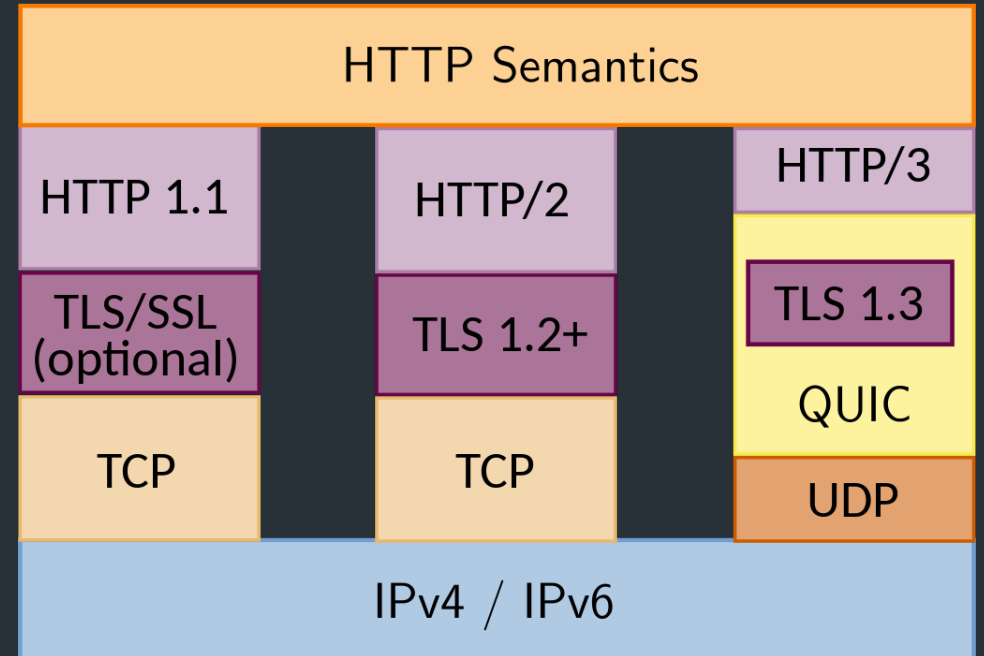 HTTP Semantics
HTTP 1.1
TLS/SSL
(optional)
TCP
HTTP/2
TLS 1.2+
TCP
HTTP/3
TLS 1.3
QUIC
UDP
IPv4 / IPv6